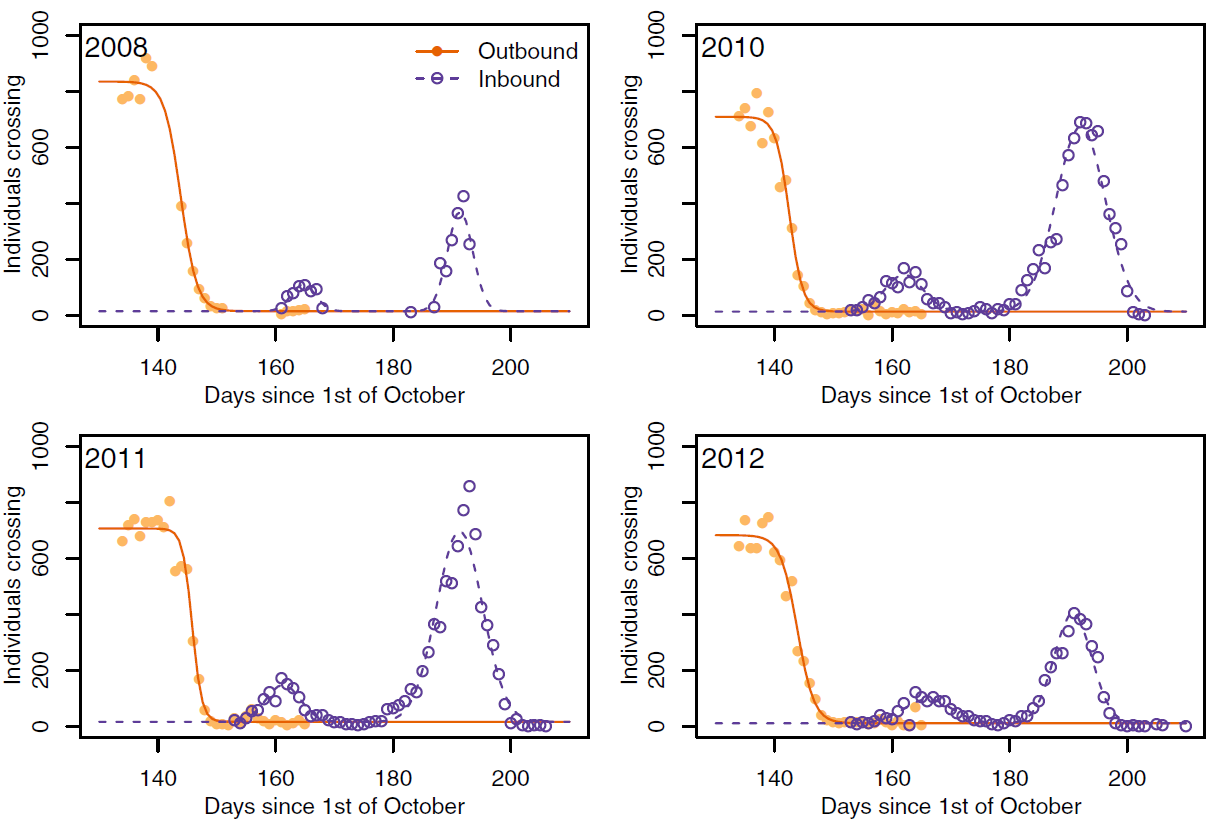 2008
Outbound
Inbound
Individuals crossing
0 200 600 1000
140 160 180 200
Days since 1st of October
2010
Individuals crossing
0 200 600 1000
140 160 180 200
Days since 1st of October
2011
Individuals crossing
0 200 600 1000
140 160 180 200
Days since 1st of October
2012
Individuals crossing
0 200 600 1000
140 160 180 200
Days since 1st of October